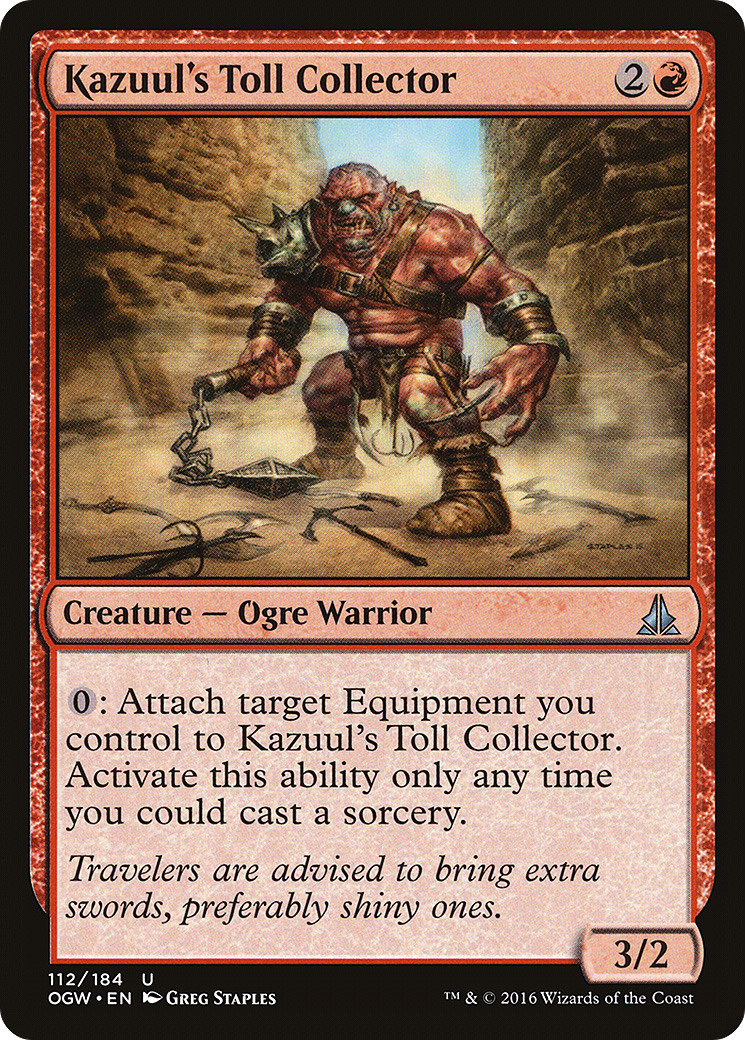 Kazuul's Toll Collector 2
STAPLES 15
Creature — Ogre Warrior
0: Attach target Equipment you
control to Kazuul's Toll Collector.
Activate this ability only any time
you could cast a sorcery.
Travelers are advised to bring extra
swords, preferably shiny ones.
3/2
112/184 U
OGW • EN Greg Staples
™ & © 2016 Wizards of the Coast